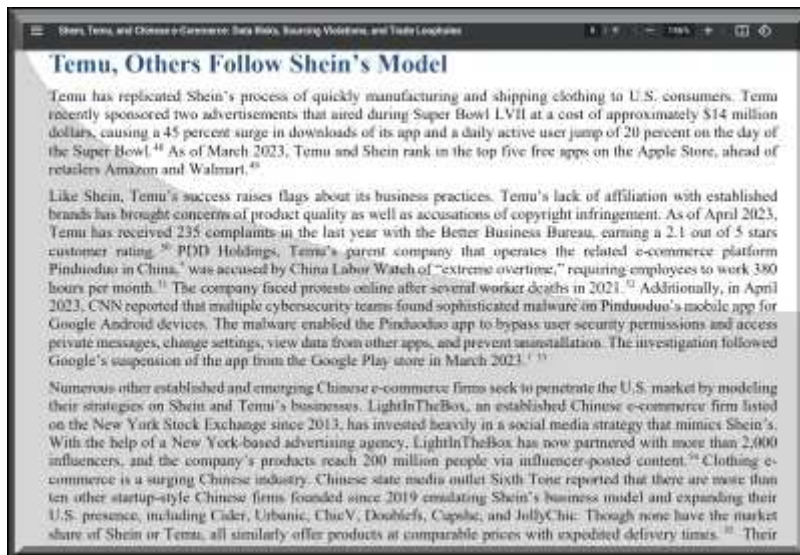 Shein, Temu, and Chinese e-Commerce: Data Risks, Sourcing Violations, and Trade Loopholes
Temu, Others Follow Shein's Model
Temu has replicated Shein's process of quickly manufacturing and shipping clothing to U.S. consumers. Temu
recently sponsored two advertisements that aired during Super Bowl LVII at a cost of approximately $14 million
dollars, causing a 45 percent surge in downloads of its app and a daily active user jump of 20 percent on the day of
the Super Bowl.48 As of March 2023, Temu and Shein rank in the top five free apps on the Apple Store, ahead of
retailers Amazon and Walmart.49
Like Shein, Temu's success raises flags about its business practices. Temu's lack of affiliation with established
brands has brought concerns of product quality as well as accusations of copyright infringement. As of April 2023,
Temu has received 235 complaints in the last year with the Better Business Bureau, earning a 2.1 out of 5 stars
customer rating.50 PDD Holdings, Temu's parent company that operates the related e-commerce platform
Pinduoduo in China, was accused by China Labor Watch of “extreme overtime,” requiring employees to work 380
hours per month.51 The company faced protests online after several worker deaths in 2021.52 Additionally, in April
2023, CNN reported that multiple cybersecurity teams found sophisticated malware on Pinduoduo's mobile app for
Google Android devices. The malware enabled the Pinduoduo app to bypass user security permissions and access
private messages, change settings, view data from other apps, and prevent uninstallation. The investigation followed
Google's suspension of the app from the Google Play store in March 2023.53
Numerous other established and emerging Chinese e-commerce firms seek to penetrate the U.S. market by modeling
their strategies on Shein and Temu's businesses. LightInTheBox, an established Chinese e-commerce firm listed
on the New York Stock Exchange since 2013, has invested heavily in a social media strategy that mimics Shein's.
With the help of a New York-based advertising agency, LightInTheBox has now partnered with more than 2,000
influencers, and the company's products reach 200 million people via influencer-posted content.54 Clothing e-
commerce is a surging Chinese industry. Chinese state media outlet Sixth Tone reported that there are more than
ten other startup-style Chinese firms founded since 2019 emulating Shein's business model and expanding their
U.S. presence, including Cider, Urbanic, ChicV, Doublefs, Cupshe, and JollyChic. Though none have the market
share of Shein or Temu, all similarly offer products at comparable prices with expedited delivery times. Their